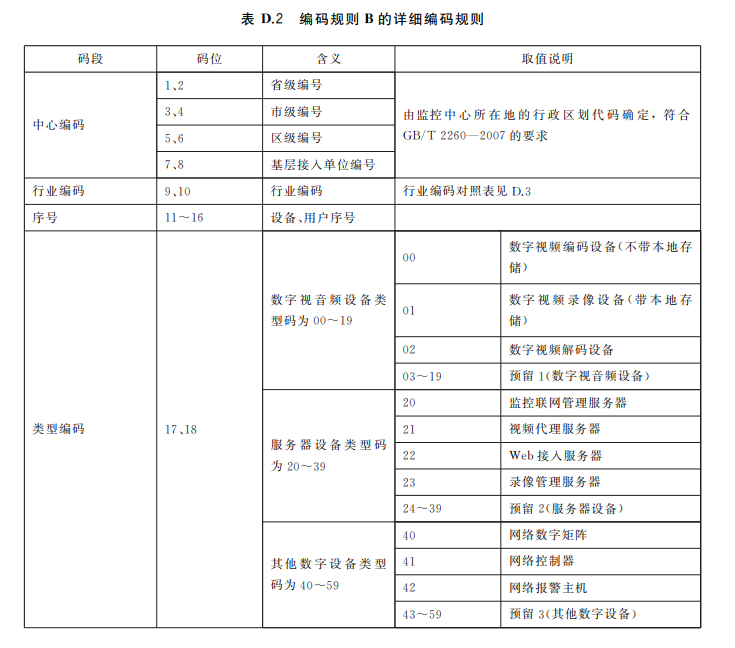 表 D.2 编码规则 B 的详细编码规则
码段 码位 含义 取值说明
中心编码
1、2 省级编号
3、4 市级编号
5、6 区级编号
7、8 基层接入单位编号
由监控中心所在地的行政区划代码确定，符合
GB/T 2260—2007 的要求
行业编码 9、10 行业编码 行业编码对照表见 D.3
序号 11～16 设备、用户序号
类型编码 17、18
数字视音频设备类
型码为 00～19
00 数字视频编码设备(不带本地存
储)
01 数字视频录像设备(带本地存
储)
02 数字视频解码设备
03～19 预留 1(数字视音频设备)
服务器设备类型码
为 20～39
20 监控联网管理服务器
21 视频代理服务器
22 Web 接入服务器
23 录像管理服务器
24～39 预留 2(服务器设备)
其他数字设备类型
码为 40～59
40 网络数字矩阵
41 网络控制器
42 网络报警主机
43～59 预留 3(其他数字设备)